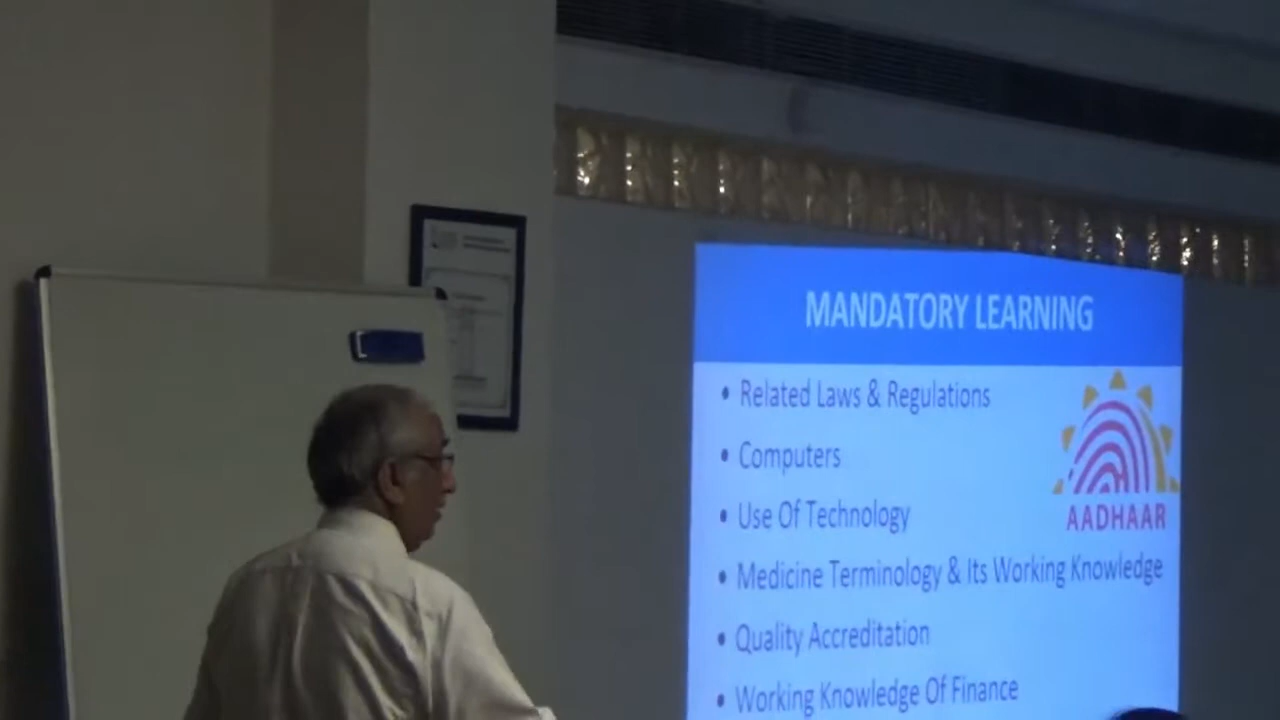 MANDATORY LEARNING
• Related Laws & Regulations
• Computers
• Use Of Technology
• Medicine Terminology & Its Working Knowledge
• Quality Accreditation
• Working Knowledge Of Finance
AADHAAR